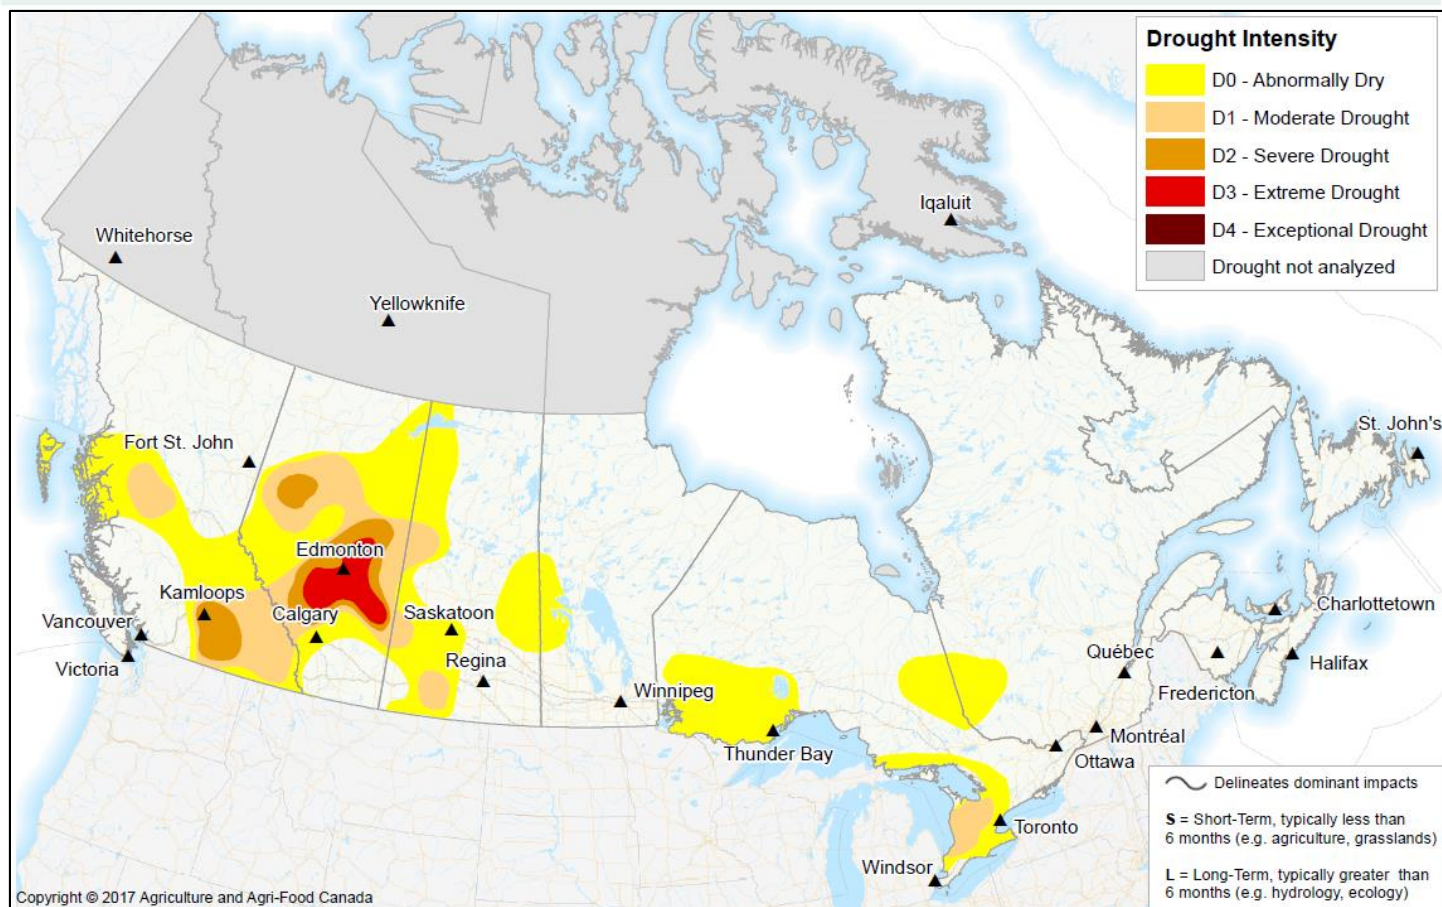 Drought Intensity
D0 - Abnormally Dry
D1 - Moderate Drought
D2 - Severe Drought
D3 - Extreme Drought
D4 - Exceptional Drought
Drought not analyzed
Iqaluit
Whitehorse
Yellowknife
St. John's
Fort St. John
Edmonton
Kamloops
Calgary
Saskatoon
Vancouver
Charlottetown
Victoria
Regina
Québec
Halifax
Winnipeg
Fredericton
Montréal
Thunder Bay
Ottawa
Toronto
Windsor
Delineates dominant impacts
S = Short-Term, typically less than
6 months (e.g. agriculture, grasslands)
L = Long-Term, typically greater than
6 months (e.g. hydrology, ecology)
Copyright © 2017 Agriculture and Agri-Food Canada